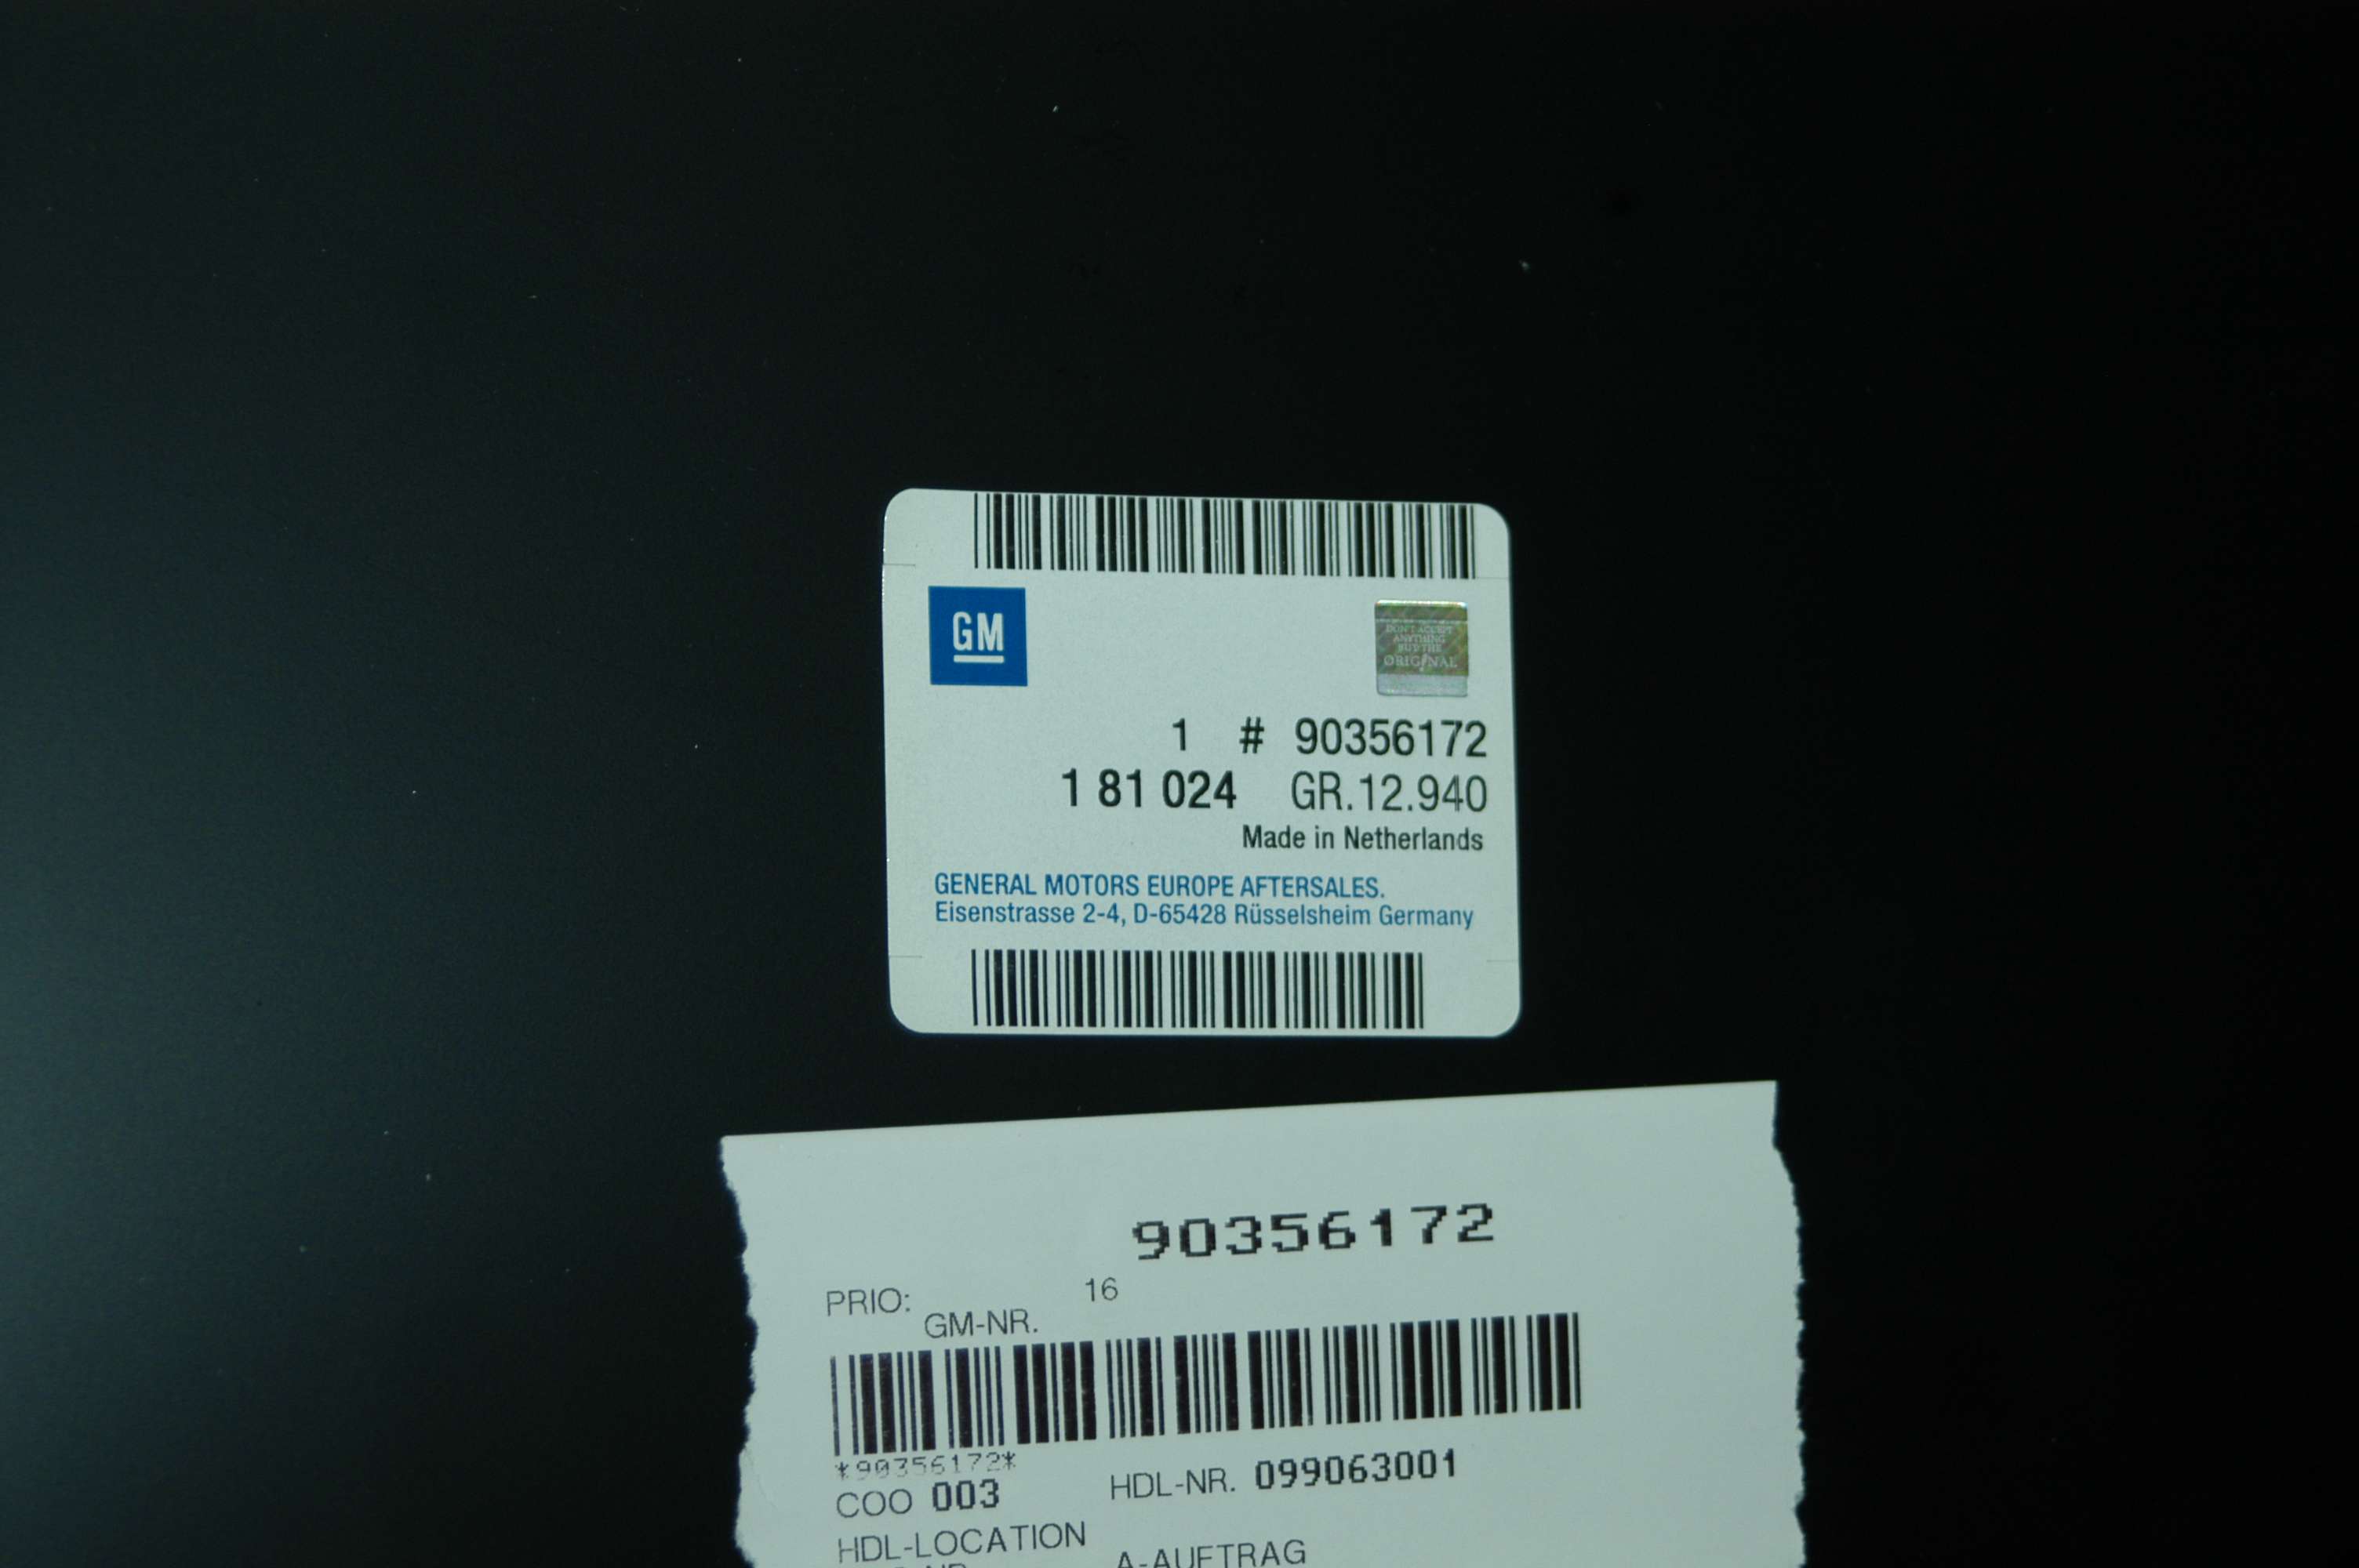 GM
DON'T ACCEPT
ANYTHING
BUT THE
ORIGINAL
1 # 90356172
1 81 024 GR.12.940
Made in Netherlands
GENERAL MOTORS EUROPE AFTERSALES.
Eisenstrasse 2-4, D-65428 Rüsselsheim Germany
90356172
PRIO: 16
GM-NR.
*90356172*
COO 003 HDL-NR. 099063001
HDL-LOCATION
A-AUFTRAG